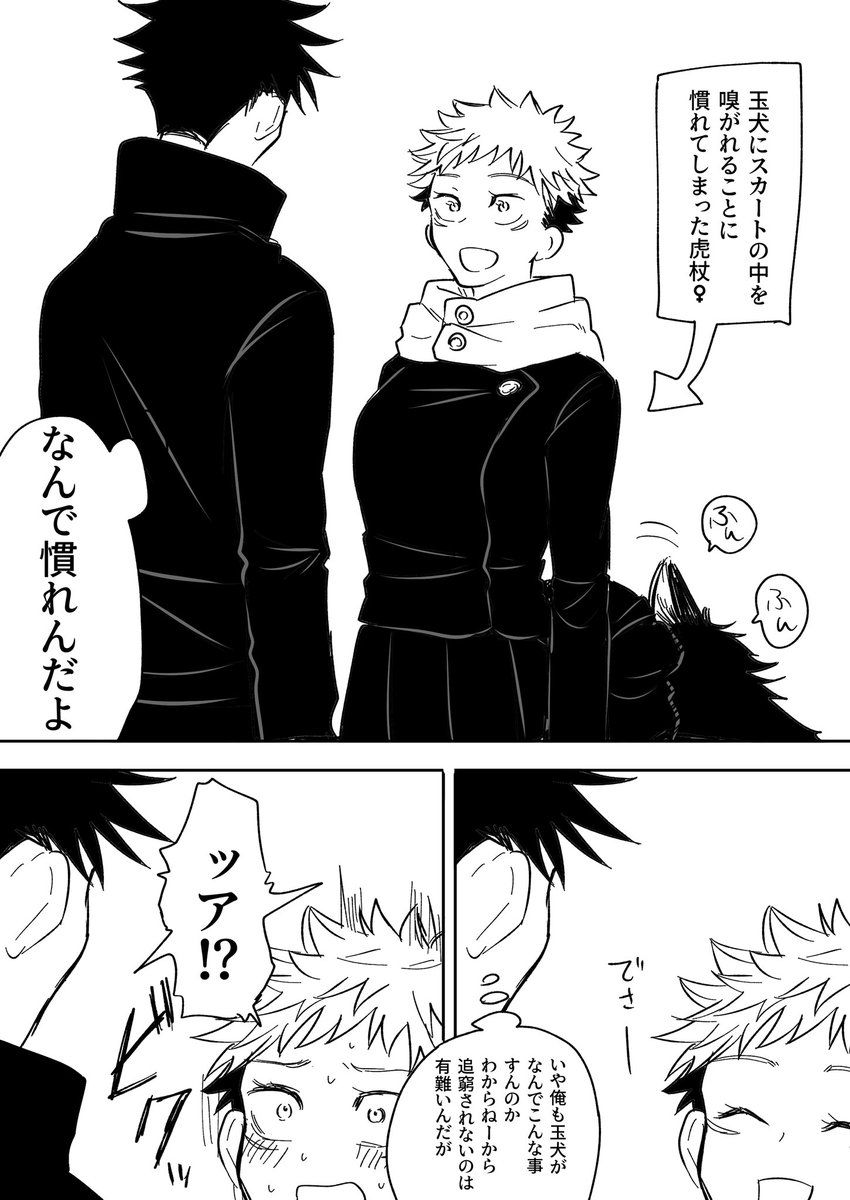 玉犬にスカートの中を
嗅がれることに
慣れてしまった虎杖♀
ふん
ふん
なんで慣れんだよ
でさー
いや俺も玉犬が
なんでこんな事
すんのか
わからねーから
追窮されないのは
有難いんだが
ッア!?
ビクッ